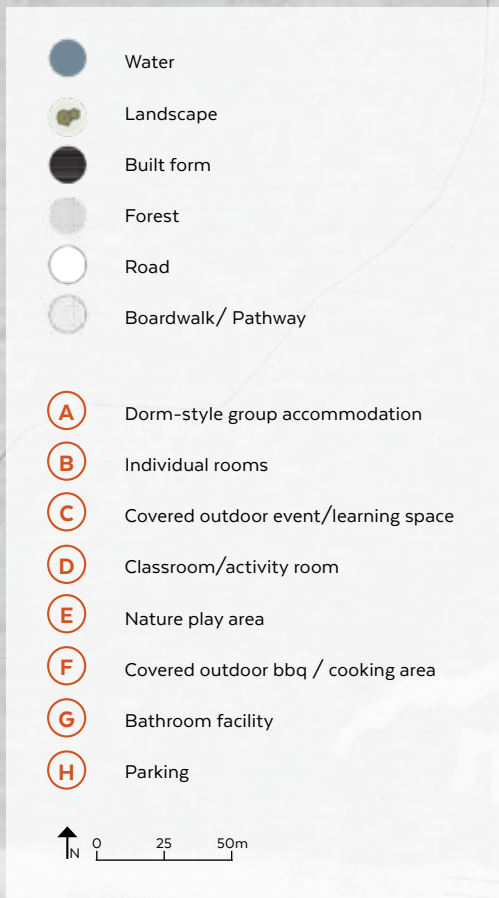 Water
Landscape
Built form
Forest
Road
Boardwalk/ Pathway
A Dorm-style group accommodation
B Individual rooms
C Covered outdoor event/learning space
D Classroom/activity room
E Nature play area
F Covered outdoor bbq / cooking area
G Bathroom facility
H Parking
N 0 25 50m